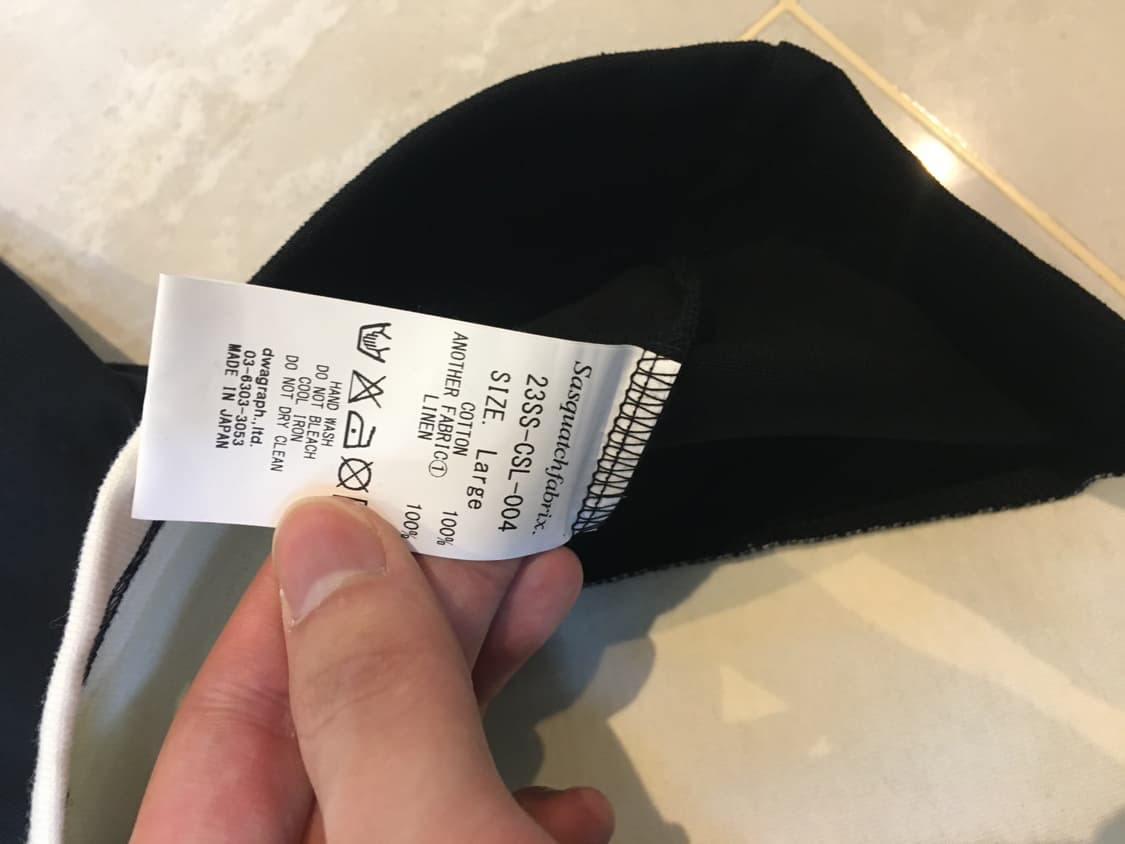 Sasquatchfabrix.
23SS-CSL-004
SIZE. Large
COTTON 100%
ANOTHER FABRIC①
LINEN 100%
HAND WASH
DO NOT BLEACH
COOL IRON
DO NOT DRY CLEAN
dwagraph.,ltd.
03-6303-3053
MADE IN JAPAN